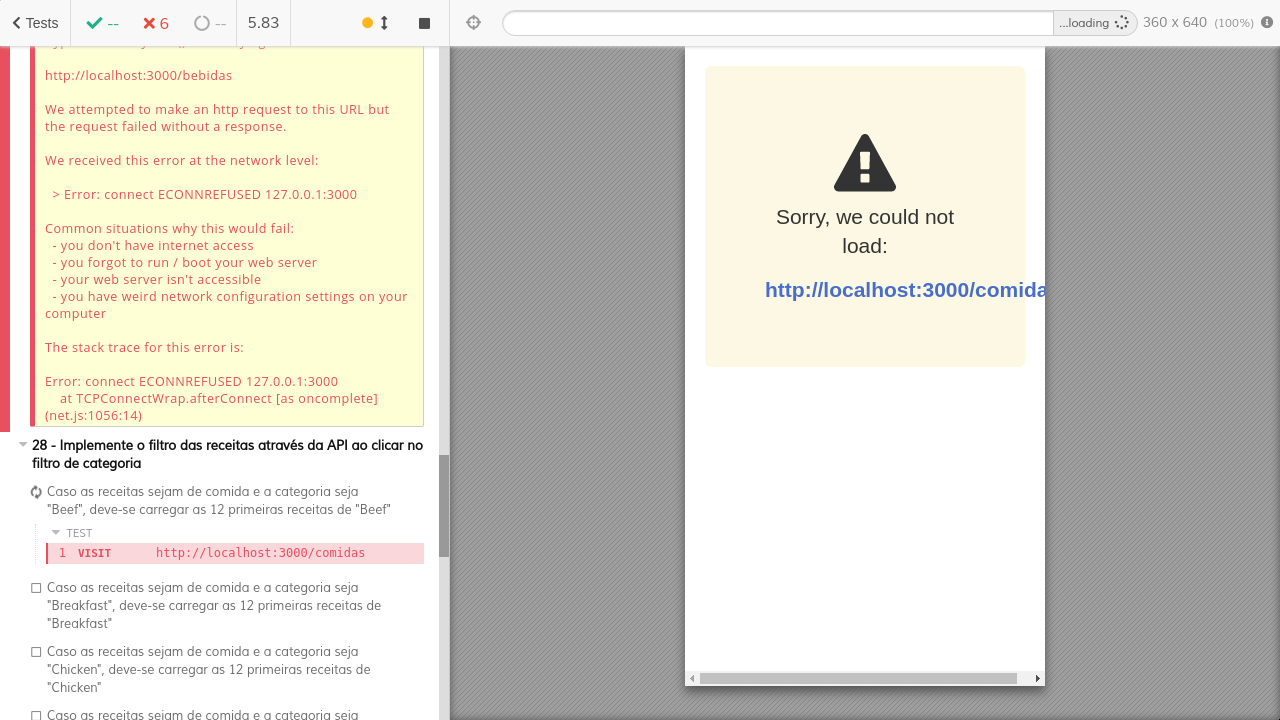 Tests
--
6
--
5.83
...loading
360 x 640 (100%)
http://localhost:3000/bebidas
We attempted to make an http request to this URL but
the request failed without a response.
We received this error at the network level:
> Error: connect ECONNREFUSED 127.0.0.1:3000
Common situations why this would fail:
- you don't have internet access
- you forgot to run / boot your web server
- your web server isn't accessible
- you have weird network configuration settings on your
computer
The stack trace for this error is:
Error: connect ECONNREFUSED 127.0.0.1:3000
at TCPConnectWrap.afterConnect [as oncomplete]
(net.js:1056:14)
28 - Implemente o filtro das receitas através da API ao clicar no
filtro de categoria
Caso as receitas sejam de comida e a categoria seja
"Beef", deve-se carregar as 12 primeiras receitas de "Beef"
TEST
1 VISIT http://localhost:3000/comidas
Caso as receitas sejam de comida e a categoria seja
"Breakfast", deve-se carregar as 12 primeiras receitas de
"Breakfast"
Caso as receitas sejam de comida e a categoria seja
"Chicken", deve-se carregar as 12 primeiras receitas de
"Chicken"
Caso as receitas sejam de comida e a categoria seja
Sorry, we could not
load:
http://localhost:3000/comida